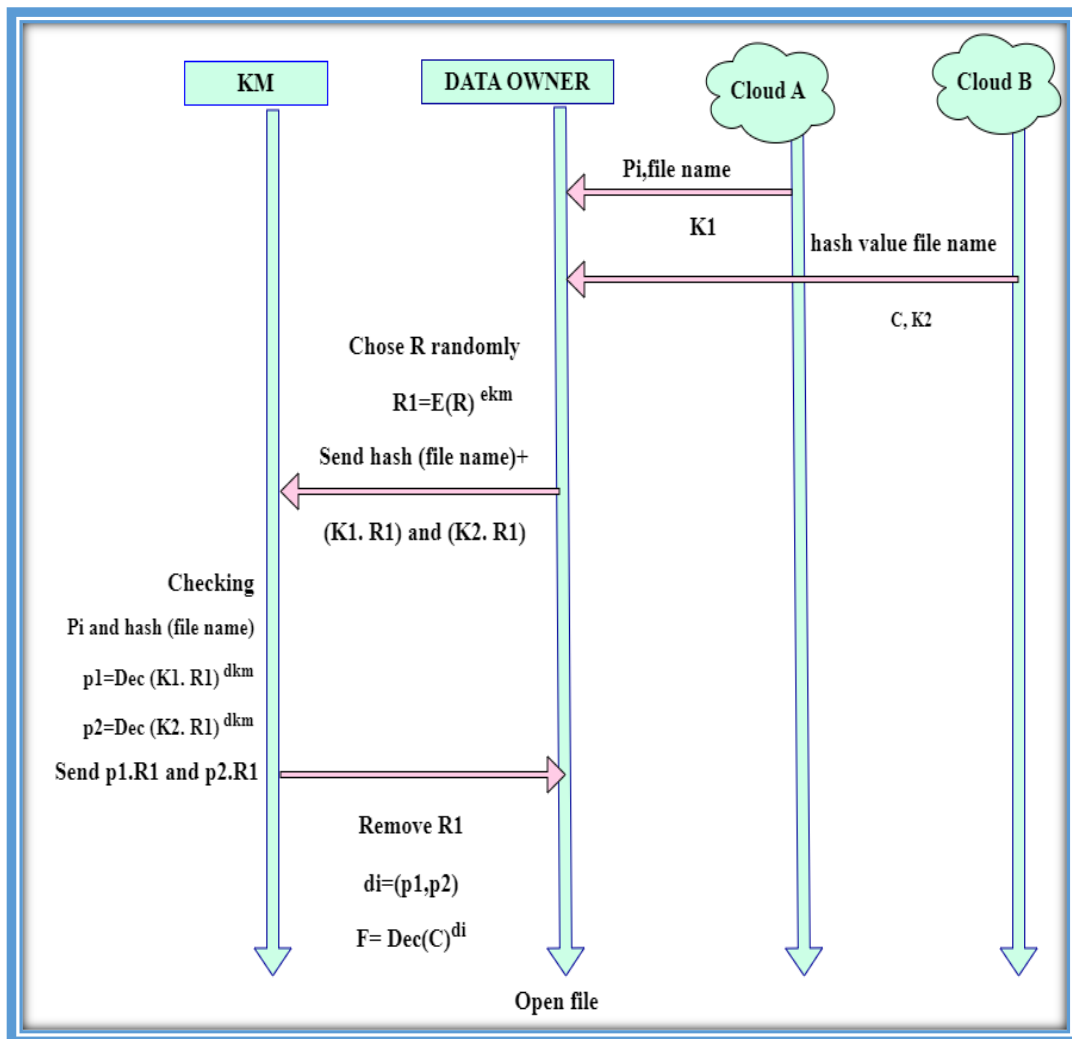 KM
DATA OWNER
Cloud A
Cloud B
Pi,file name
K1
hash value file name
C, K2
Chose R randomly
R1=E(R) ekm
Send hash (file name)+
(K1. R1) and (K2. R1)
Checking
Pi and hash (file name)
p1=Dec (K1. R1) dkm
p2=Dec (K2. R1) dkm
Send p1.R1 and p2.R1
Remove R1
di=(p1,p2)
F= Dec(C)di
Open file